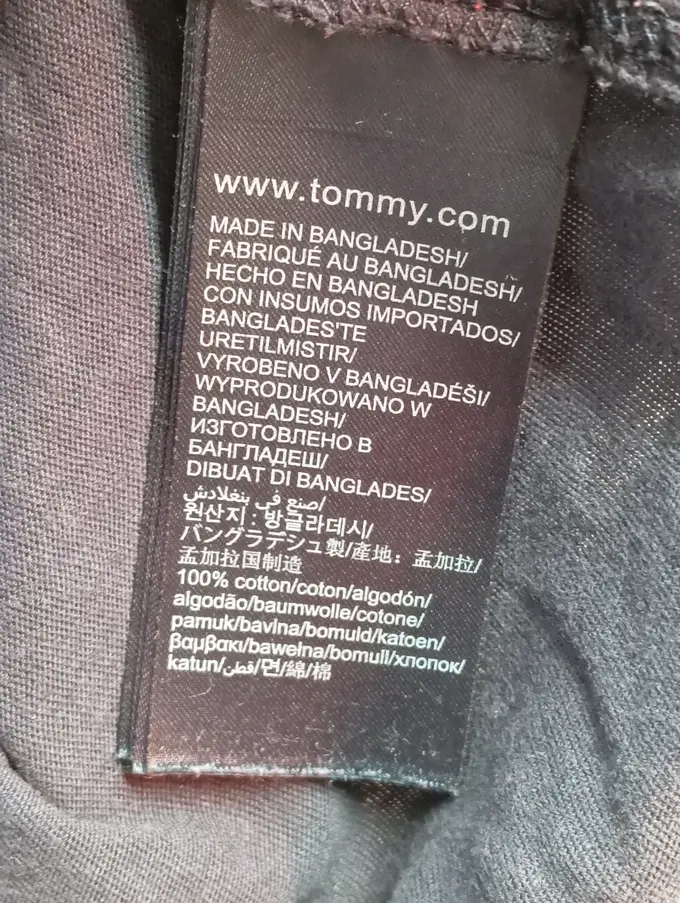 www.tommy.com
MADE IN BANGLADESH/
FABRIQUÉ AU BANGLADESH/
HECHO EN BANGLADESH
CON INSUMOS IMPORTADOS/
BANGLADES'TE
URETILMISTIR/
VYROBENO V BANGLADÉŠI/
WYPRODUKOWANO W
BANGLADESH/
ИЗГОТОВЛЕНО В
БАНГЛАДЕШ/
DIBUAT DI BANGLADES/
صنع في بنغلادش/
원산지 : 방글라데시/
バングラデシュ製/產地：孟加拉/
孟加拉国制造
100% cotton/coton/algodón/
algodão/baumwolle/cotone/
pamuk/bavlna/bomuld/katoen/
βαμβακι/bawełna/bomull/хлопок/
katun/قطن/면/綿/棉